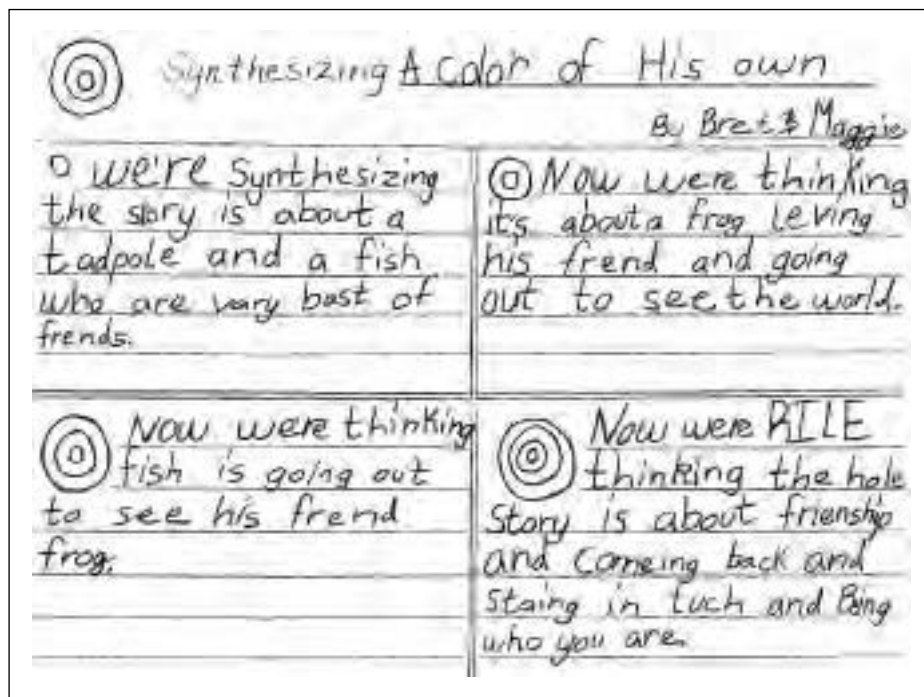 Synthesizing A Color of His own
By Bret & Maggie
we're Synthesizing
the story is about a
tadpole and a fish
who are vary best of
frends.
Now were thinking
it's about a frog leving
his frend and going
out to see the world.
Now were thinking
fish is going out
to see his frend
frog.
Now were RILE
thinking the hole
story is about frienship
and comeing back and
staing in tuch and Being
who you are.